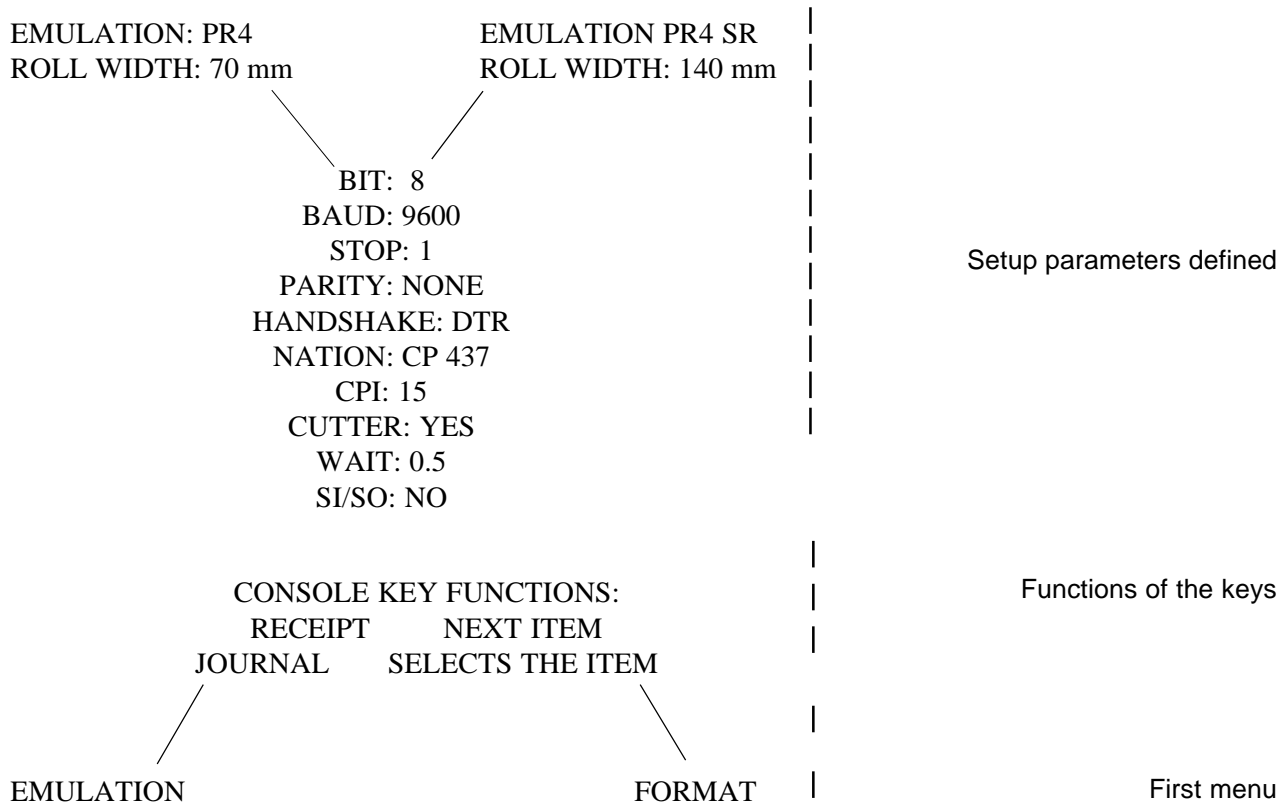 EMULATION: PR4 EMULATION PR4 SR
ROLL WIDTH: 70 mm ROLL WIDTH: 140 mm
BIT: 8
BAUD: 9600
STOP: 1
Setup parameters defined
PARITY: NONE
HANDSHAKE: DTR
NATION: CP 437
CPI: 15
CUTTER: YES
WAIT: 0.5
SI/SO: NO
CONSOLE KEY FUNCTIONS: Functions of the keys
RECEIPT NEXT ITEM
JOURNAL SELECTS THE ITEM
EMULATION FORMAT First menu